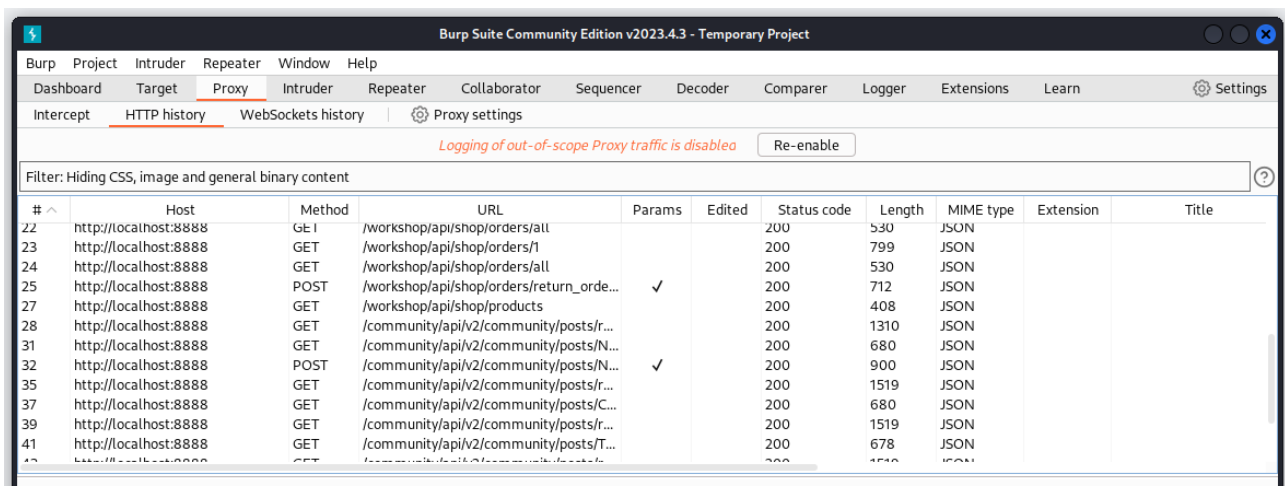 Burp Suite Community Edition v2023.4.3 - Temporary Project
Burp Project Intruder Repeater Window Help
Dashboard Target Proxy Intruder Repeater Collaborator Sequencer Decoder Comparer Logger Extensions Learn Settings
Intercept HTTP history WebSockets history Proxy settings
Logging of out-of-scope Proxy traffic is disabled Re-enable
Filter: Hiding CSS, image and general binary content ?
# Host Method URL Params Edited Status code Length MIME type Extension Title
22 http://localhost:8888 GET /workshop/api/shop/orders/all 200 530 JSON
23 http://localhost:8888 GET /workshop/api/shop/orders/1 200 799 JSON
24 http://localhost:8888 GET /workshop/api/shop/orders/all 200 530 JSON
25 http://localhost:8888 POST /workshop/api/shop/orders/return_orde... ✓ 200 712 JSON
27 http://localhost:8888 GET /workshop/api/shop/products 200 408 JSON
28 http://localhost:8888 GET /community/api/v2/community/posts/r... 200 1310 JSON
31 http://localhost:8888 GET /community/api/v2/community/posts/N... 200 680 JSON
32 http://localhost:8888 POST /community/api/v2/community/posts/N... ✓ 200 900 JSON
35 http://localhost:8888 GET /community/api/v2/community/posts/r... 200 1519 JSON
37 http://localhost:8888 GET /community/api/v2/community/posts/C... 200 680 JSON
39 http://localhost:8888 GET /community/api/v2/community/posts/r... 200 1519 JSON
41 http://localhost:8888 GET /community/api/v2/community/posts/T... 200 678 JSON